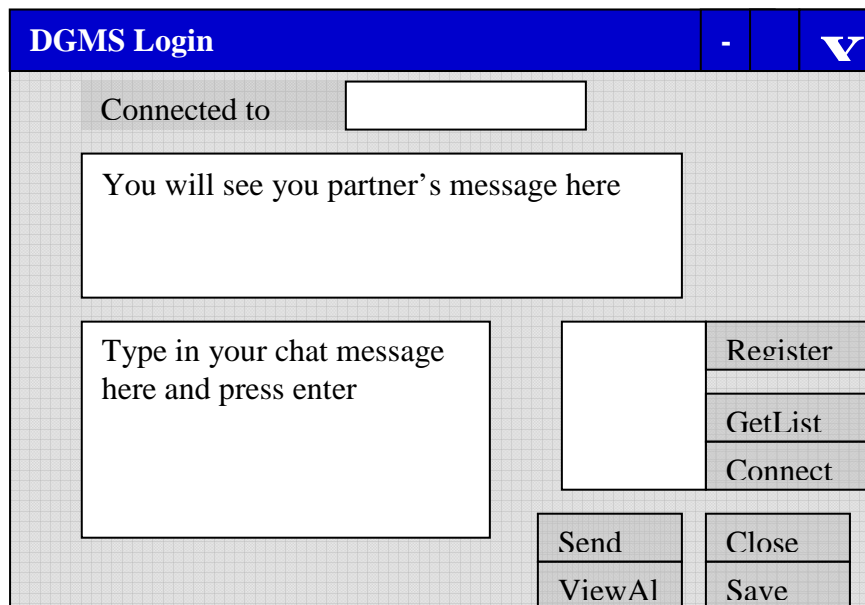 DGMS Login - X
Connected to
You will see you partner's message here
Type in your chat message
here and press enter
Register
GetList
Connect
Send Close
ViewAl Save